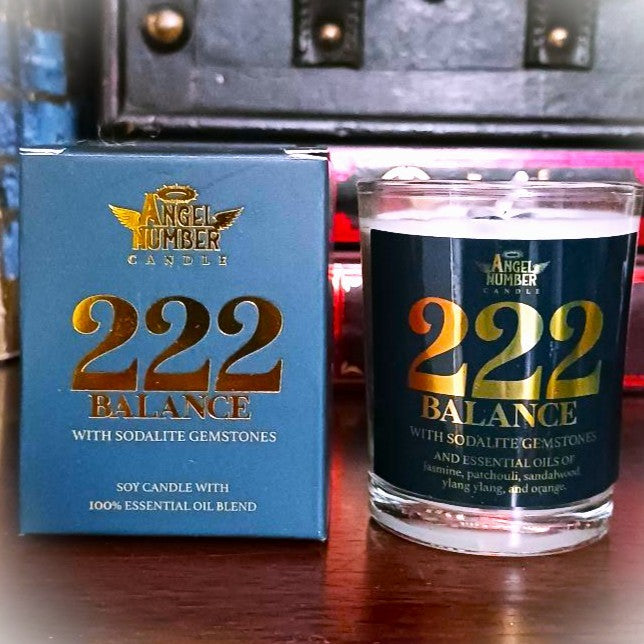 ANGEL
NUMBER
CANDLE
222
BALANCE
WITH SODALITE GEMSTONES
SOY CANDLE WITH
100% ESSENTIAL OIL BLEND
ANGEL
NUMBER
CANDLE
222
BALANCE
WITH SODALITE GEMSTONES
AND ESSENTIAL OILS OF
jasmine, patchouli, sandalwood
ylang ylang, and orange.